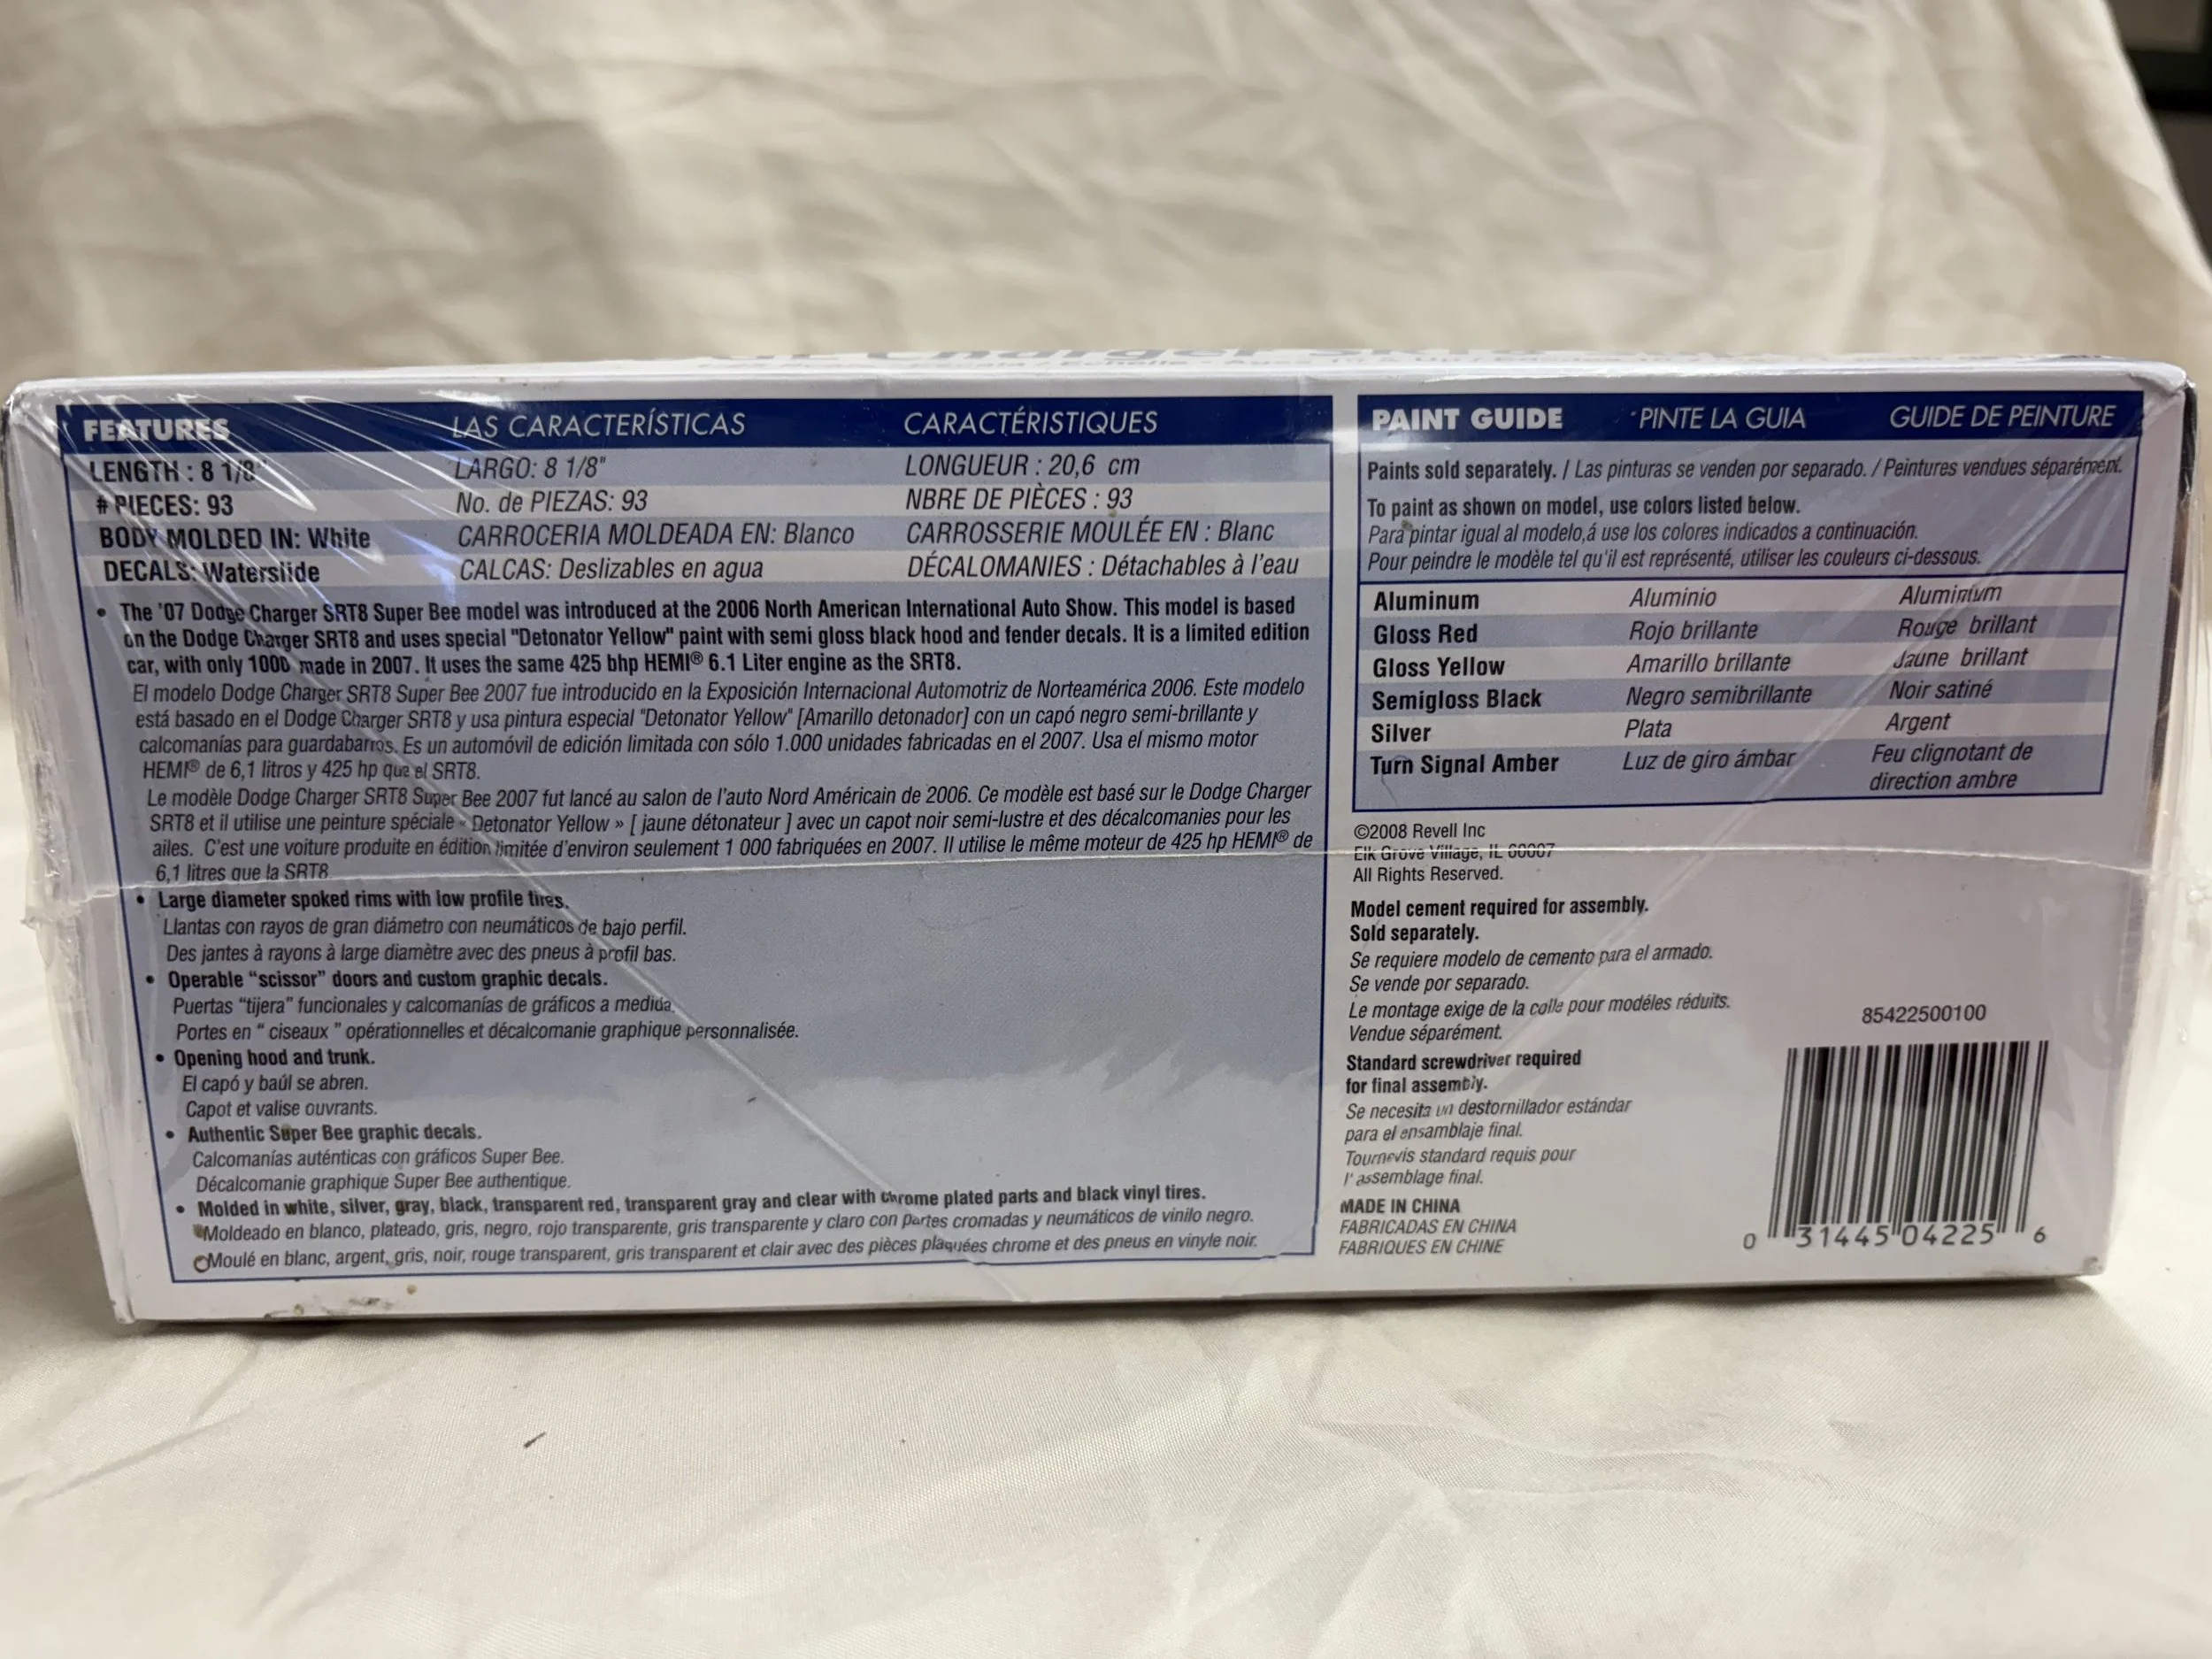 FEATURES LAS CARACTERÍSTICAS CARACTÉRISTIQUES
LENGTH : 8 1/8" LARGO: 8 1/8" LONGUEUR : 20,6 cm
# PIECES: 93 No. de PIEZAS: 93 NBRE DE PIÈCES : 93
BODY MOLDED IN: White CARROCERIA MOLDEADA EN: Blanco CARROSSERIE MOULÉE EN : Blanc
DECALS: Waterslide CALCAS: Deslizables en agua DÉCALOMANIES : Détachables à l'eau
• The '07 Dodge Charger SRT8 Super Bee model was introduced at the 2006 North American International Auto Show. This model is based
on the Dodge Charger SRT8 and uses special "Detonator Yellow" paint with semi gloss black hood and fender decals. It is a limited edition
car, with only 1000 made in 2007. It uses the same 425 bhp HEMI® 6.1 Liter engine as the SRT8.
El modelo Dodge Charger SRT8 Super Bee 2007 fue introducido en la Exposición Internacional Automotriz de Norteamérica 2006. Este modelo
está basado en el Dodge Charger SRT8 y usa pintura especial "Detonator Yellow" [Amarillo detonador] con un capó negro semi-brillante y
calcomanías para guardabarros. Es un automóvil de edición limitada con sólo 1.000 unidades fabricadas en el 2007. Usa el mismo motor
HEMI® de 6,1 litros y 425 hp que el SRT8.
Le modèle Dodge Charger SRT8 Super Bee 2007 fut lancé au salon de l'auto Nord Américain de 2006. Ce modèle est basé sur le Dodge Charger
SRT8 et il utilise une peinture spéciale « Detonator Yellow » [ jaune détonateur ] avec un capot noir semi-lustre et des décalcomanies pour les
ailes. C'est une voiture produite en édition limitée d'environ seulement 1 000 fabriquées en 2007. Il utilise le même moteur de 425 hp HEMI® de
6,1 litres que la SRT8
• Large diameter spoked rims with low profile tires.
Llantas con rayos de gran diámetro con neumáticos de bajo perfil.
Des jantes à rayons à large diamètre avec des pneus à profil bas.
• Operable “scissor” doors and custom graphic decals.
Puertas “tijera” funcionales y calcomanías de gráficos a medida.
Portes en “ ciseaux ” opérationnelles et décalcomanie graphique personnalisée.
• Opening hood and trunk.
El capó y baúl se abren.
Capot et valise ouvrants.
• Authentic Super Bee graphic decals.
Calcomanías auténticas con gráficos Super Bee.
Décalcomanie graphique Super Bee authentique.
• Molded in white, silver, gray, black, transparent red, transparent gray and clear with chrome plated parts and black vinyl tires.
Moldeado en blanco, plateado, gris, negro, rojo transparente, gris transparente y claro con partes cromadas y neumáticos de vinilo negro.
Moulé en blanc, argent, gris, noir, rouge transparent, gris transparent et clair avec des pièces plaquées chrome et des pneus en vinyle noir.
PAINT GUIDE PINTE LA GUIA GUIDE DE PEINTURE
Paints sold separately. / Las pinturas se venden por separado. / Peintures vendues séparément.
To paint as shown on model, use colors listed below.
Para pintar igual al modelo,á use los colores indicados a continuación.
Pour peindre le modèle tel qu'il est représenté, utiliser les couleurs ci-dessous.
Aluminum Aluminio Aluminium
Gloss Red Rojo brillante Rouge brillant
Gloss Yellow Amarillo brillante Jaune brillant
Semigloss Black Negro semibrillante Noir satiné
Silver Plata Argent
Turn Signal Amber Luz de giro ámbar Feu clignotant de
direction ambre
©2008 Revell Inc
Elk Grove Village, IL 60007
All Rights Reserved.
Model cement required for assembly.
Sold separately.
Se requiere modelo de cemento para el armado.
Se vende por separado.
Le montage exige de la colle pour modéles réduits.
Vendue séparément.
Standard screwdriver required
for final assembly.
Se necesita un destornillador estándar
para el ensamblaje final.
Tournevis standard requis pour
l' assemblage final.
MADE IN CHINA
FABRICADAS EN CHINA
FABRIQUES EN CHINE
85422500100
0 31445 04225 6